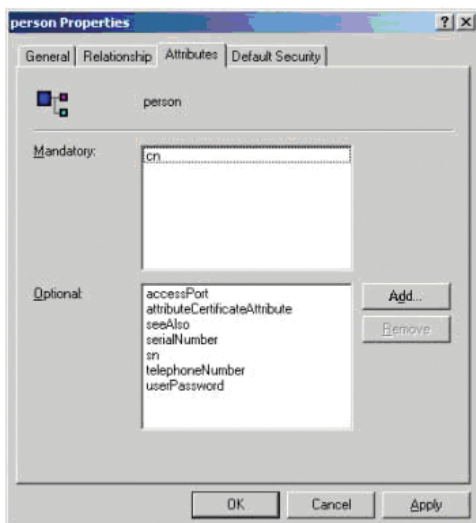 person Properties
? X
General Relationship Attributes Default Security
person
Mandatory:
cn
Optional:
accessPort
attributeCertificateAttribute
seeAlso
serialNumber
sn
telephoneNumber
userPassword
Add...
Remove
OK Cancel Apply